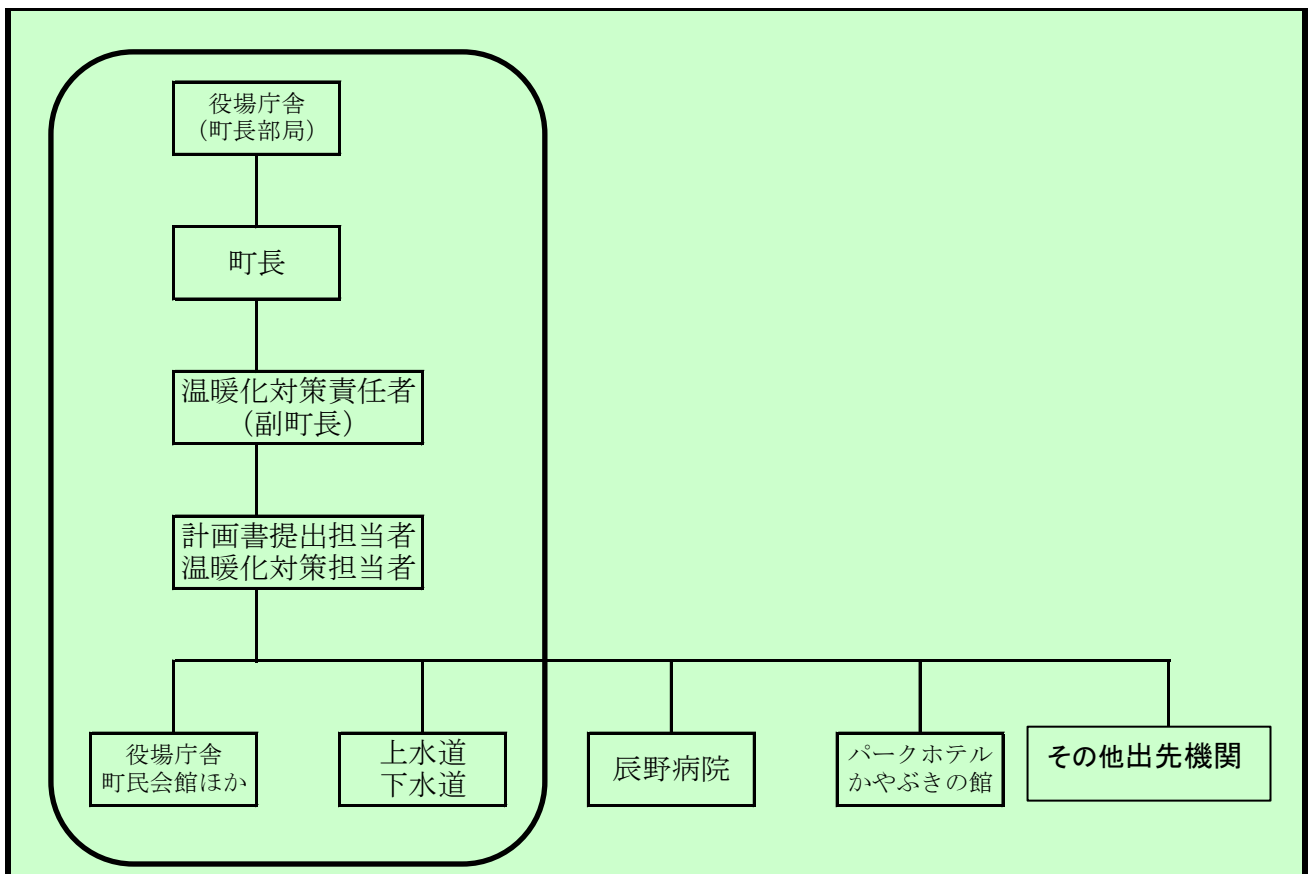 役場庁舎
(町長部局)
町長
温暖化対策責任者
(副町長)
計画書提出担当者
温暖化対策担当者
役場庁舎
町民会館ほか
上水道
下水道
辰野病院
パークホテル
かやぶきの館
その他出先機関